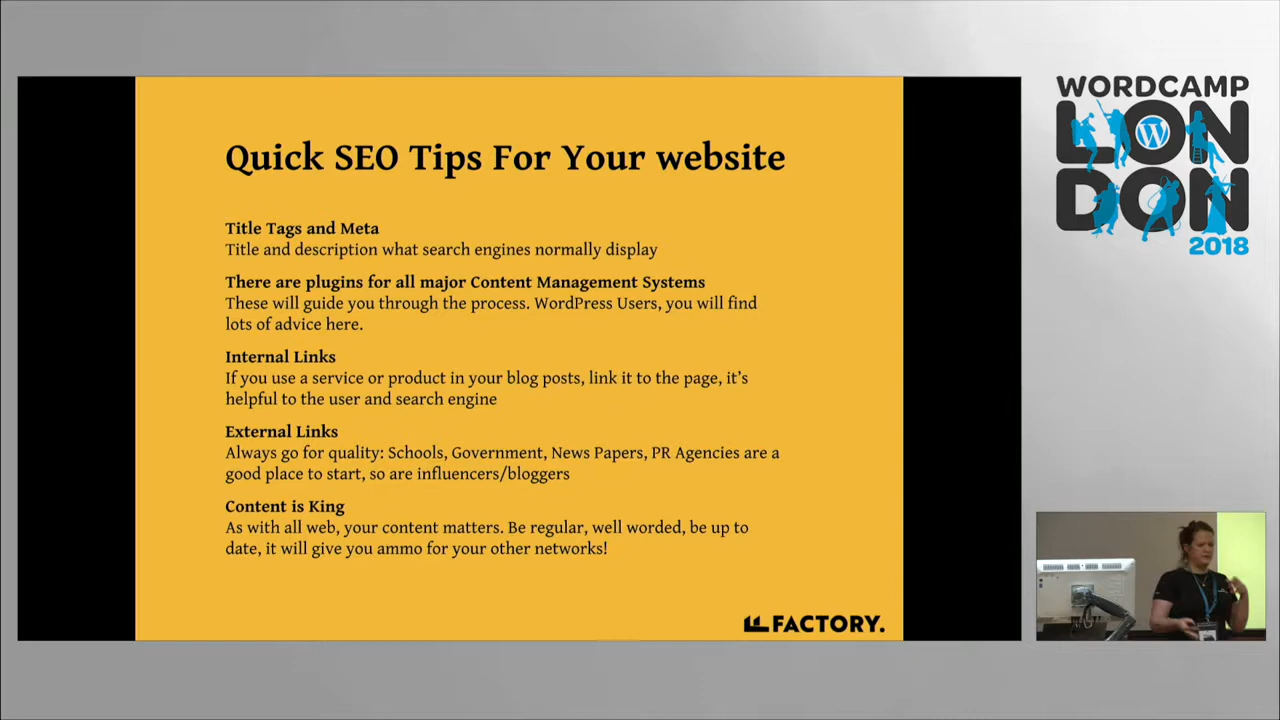 Quick SEO Tips For Your website
Title Tags and Meta
Title and description what search engines normally display
There are plugins for all major Content Management Systems
These will guide you through the process. WordPress Users, you will find
lots of advice here.
Internal Links
If you use a service or product in your blog posts, link it to the page, it's
helpful to the user and search engine
External Links
Always go for quality: Schools, Government, News Papers, PR Agencies are a
good place to start, so are influencers/bloggers
Content is King
As with all web, your content matters. Be regular, well worded, be up to
date, it will give you ammo for your other networks!
FACTORY.
WORDCAMP
LON
DON
2018